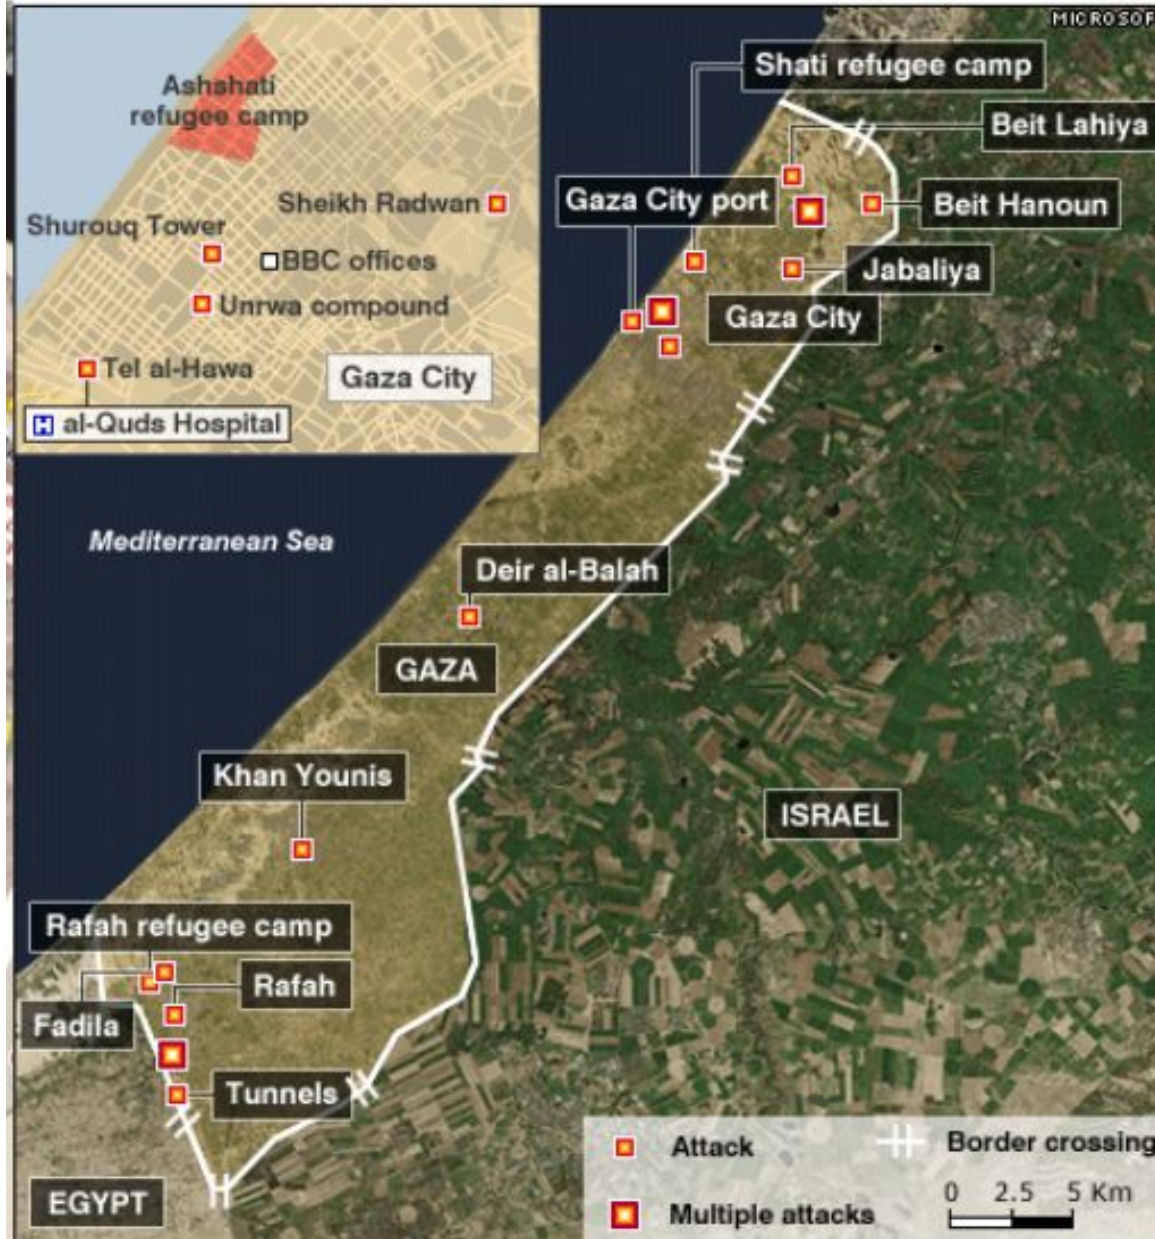 MICROSOF
Ashshati
refugee camp
Sheikh Radwan
Shurouq Tower
BBC offices
Unrwa compound
Tel al-Hawa
Gaza City
H al-Quds Hospital
Shati refugee camp
Beit Lahiya
Gaza City port
Beit Hanoun
Jabaliya
Gaza City
Mediterranean Sea
Deir al-Balah
GAZA
Khan Younis
ISRAEL
Rafah refugee camp
Rafah
Fadila
Tunnels
EGYPT
Attack
Border crossing
0 2.5 5 Km
Multiple attacks